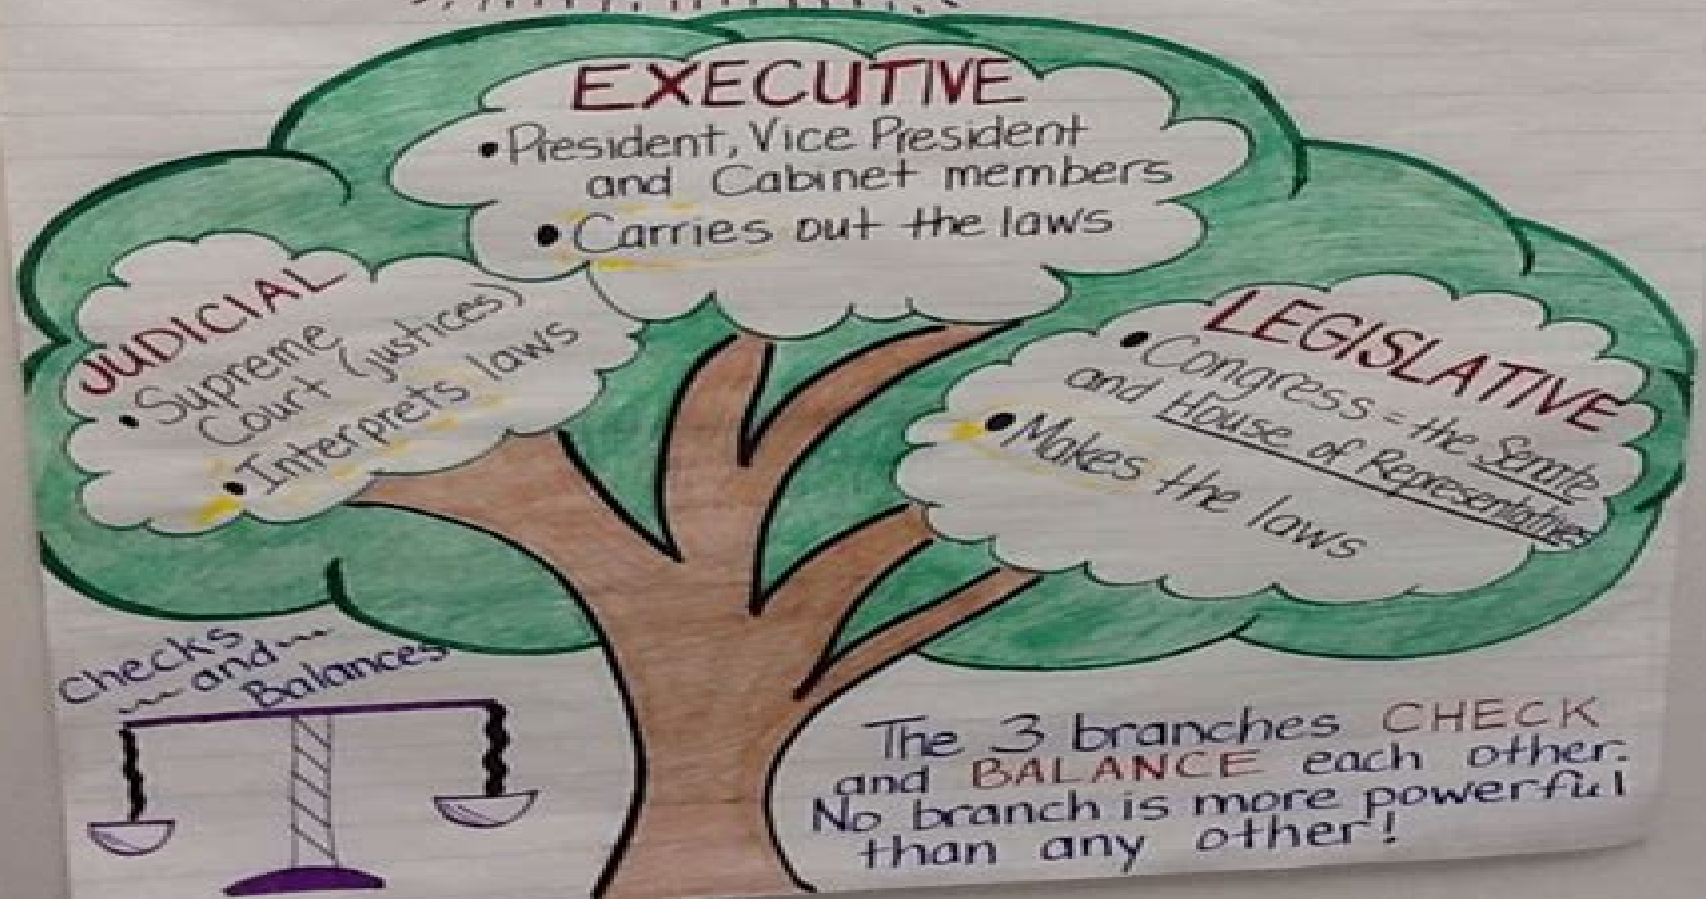 EXECUTIVE
•President, Vice President
and Cabinet members
•Carries out the laws
JUDICIAL
•Supreme
Court (justices)
•Interprets laws
LEGISLATIVE
•Congress = the Senate
and House of Representatives
•Makes the laws
Checks
~~and~~
Balances
The 3 branches CHECK
and BALANCE each other.
No branch is more powerful
than any other!